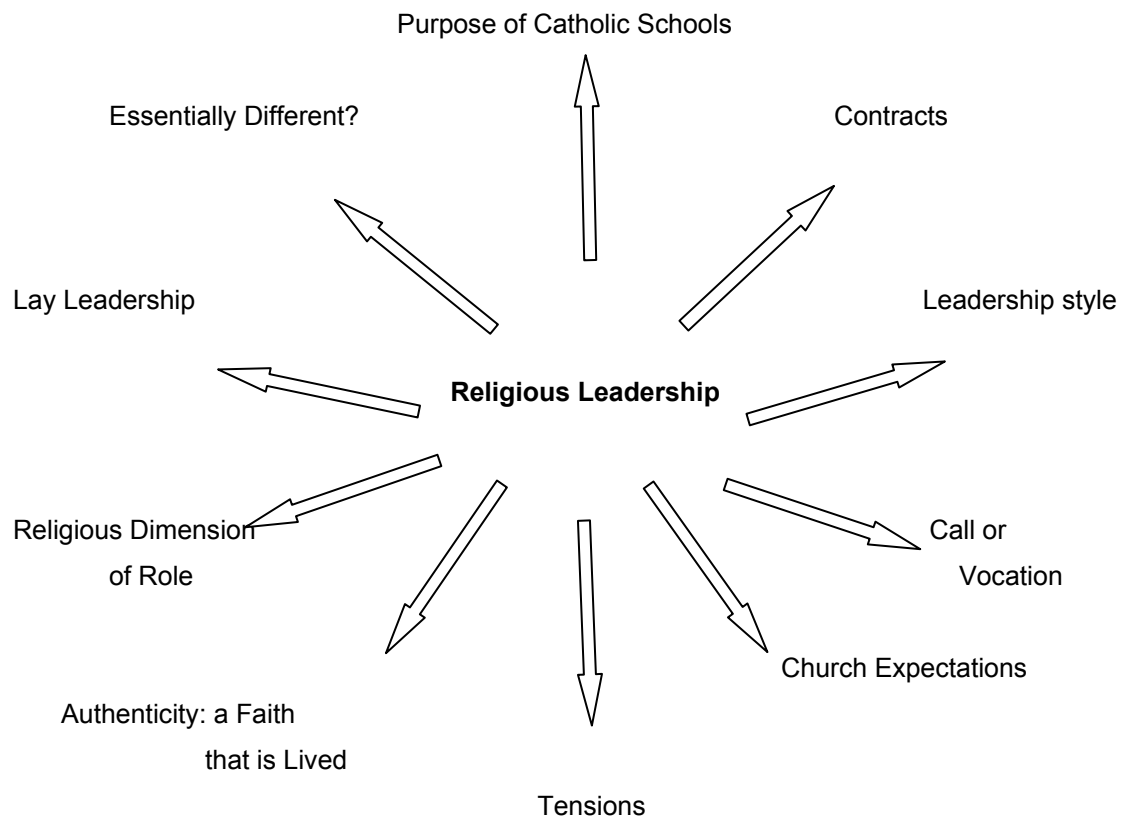 Purpose of Catholic Schools
Essentially Different?
Contracts
Lay Leadership
Leadership style
Religious Leadership
Religious Dimension
of Role
Call or
Vocation
Church Expectations
Authenticity: a Faith
that is Lived
Tensions